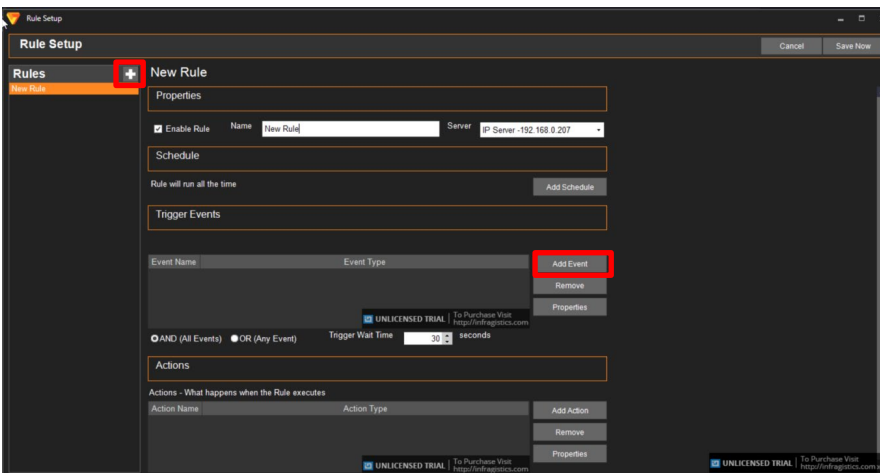 Rule Setup
Rule Setup
Cancel
Save Now
Rules
New Rule
New Rule
Properties
Enable Rule
Name
New Rule
Server
IP Server -192.168.0.207
Schedule
Rule will run all the time
Add Schedule
Trigger Events
Event Name
Event Type
Add Event
Remove
Properties
UNLICENSED TRIAL
To Purchase Visit
http://infragistics.com
AND (All Events)
OR (Any Event)
Trigger Wait Time
30
seconds
Actions
Actions - What happens when the Rule executes
Action Name
Action Type
Add Action
Remove
Properties
UNLICENSED TRIAL
To Purchase Visit
http://infragistics.com
UNLICENSED TRIAL
To Purchase Visit
http://infragistics.com